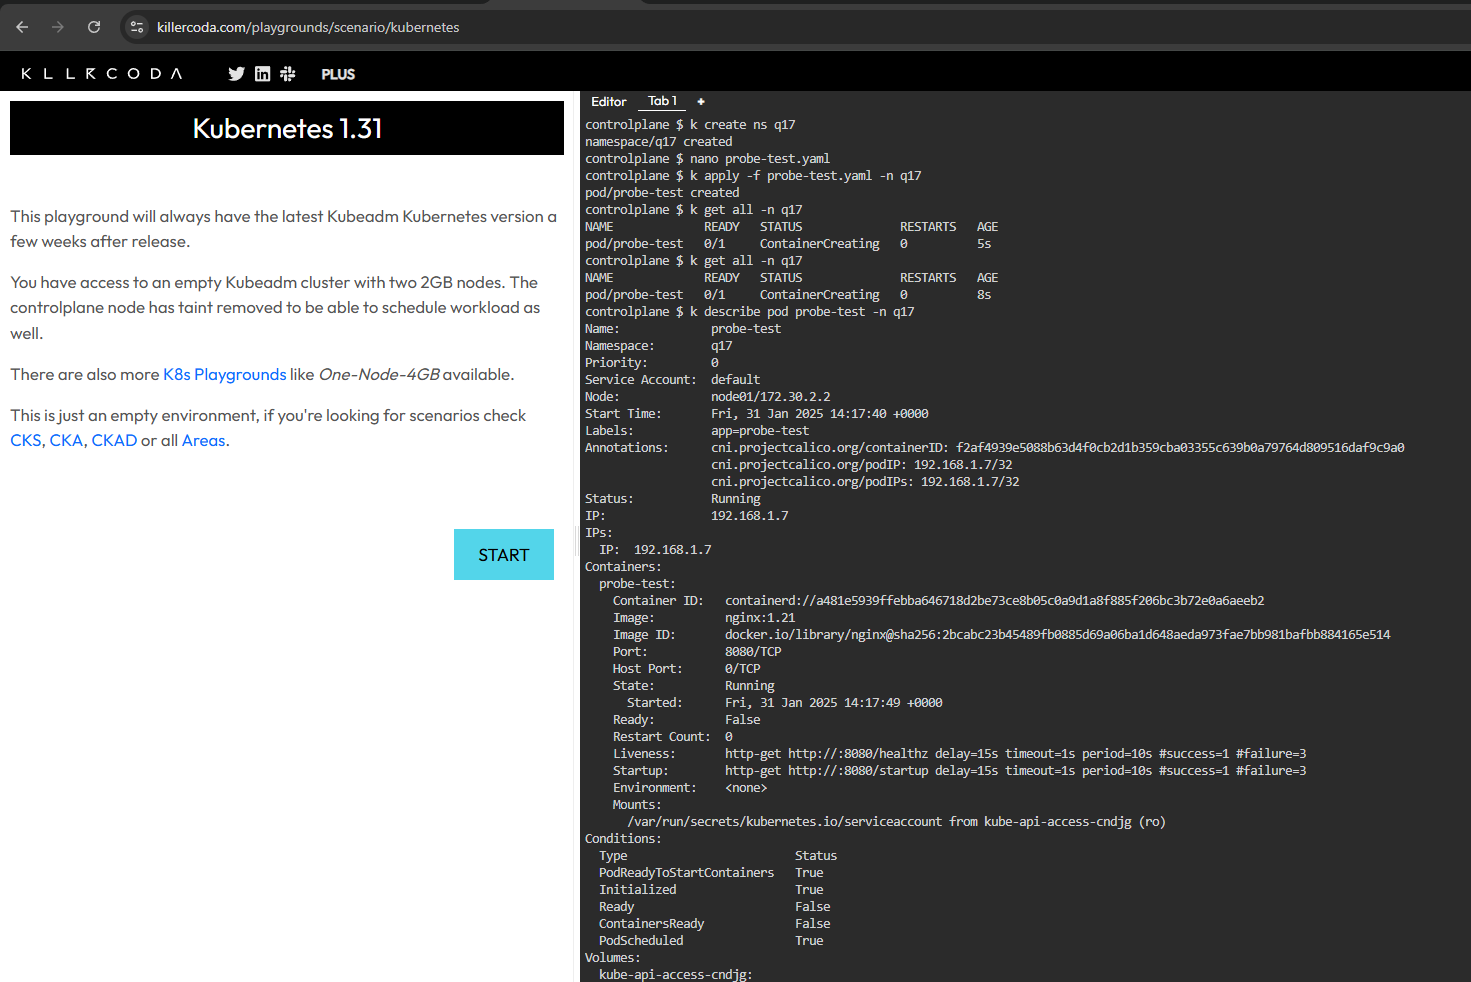 killercoda.com/playgrounds/scenario/kubernetes
KLLRCODA
PLUS
Kubernetes 1.31
This playground will always have the latest Kubeadm Kubernetes version a
few weeks after release.
You have access to an empty Kubeadm cluster with two 2GB nodes. The
controlplane node has taint removed to be able to schedule workload as
well.
There are also more K8s Playgrounds like One-Node-4GB available.
This is just an empty environment, if you're looking for scenarios check
CKS, CKA, CKAD or all Areas.
START
Editor Tab 1 +
controlplane $ k create ns q17
namespace/q17 created
controlplane $ nano probe-test.yaml
controlplane $ k apply -f probe-test.yaml -n q17
pod/probe-test created
controlplane $ k get all -n q17
NAME READY STATUS RESTARTS AGE
pod/probe-test 0/1 ContainerCreating 0 5s
controlplane $ k get all -n q17
NAME READY STATUS RESTARTS AGE
pod/probe-test 0/1 ContainerCreating 0 8s
controlplane $ k describe pod probe-test -n q17
Name: probe-test
Namespace: q17
Priority: 0
Service Account: default
Node: node01/172.30.2.2
Start Time: Fri, 31 Jan 2025 14:17:40 +0000
Labels: app=probe-test
Annotations: cni.projectcalico.org/containerID: f2af4939e5088b63d4f0cb2d1b359cba03355c639b0a79764d809516daf9c9a0
cni.projectcalico.org/podIP: 192.168.1.7/32
cni.projectcalico.org/podIPs: 192.168.1.7/32
Status: Running
IP: 192.168.1.7
IPs:
IP: 192.168.1.7
Containers:
probe-test:
Container ID: containerd://a481e5939ffebba646718d2be73ce8b05c0a9d1a8f885f206bc3b72e0a6aeeb2
Image: nginx:1.21
Image ID: docker.io/library/nginx@sha256:2bcabc23b45489fb0885d69a06ba1d648aeda973fae7bb981bafbb884165e514
Port: 8080/TCP
Host Port: 0/TCP
State: Running
Started: Fri, 31 Jan 2025 14:17:49 +0000
Ready: False
Restart Count: 0
Liveness: http-get http://:8080/healthz delay=15s timeout=1s period=10s #success=1 #failure=3
Startup: http-get http://:8080/startup delay=15s timeout=1s period=10s #success=1 #failure=3
Environment: <none>
Mounts:
/var/run/secrets/kubernetes.io/serviceaccount from kube-api-access-cndjg (ro)
Conditions:
Type Status
PodReadyToStartContainers True
Initialized True
Ready False
ContainersReady False
PodScheduled True
Volumes:
kube-api-access-cndjg: